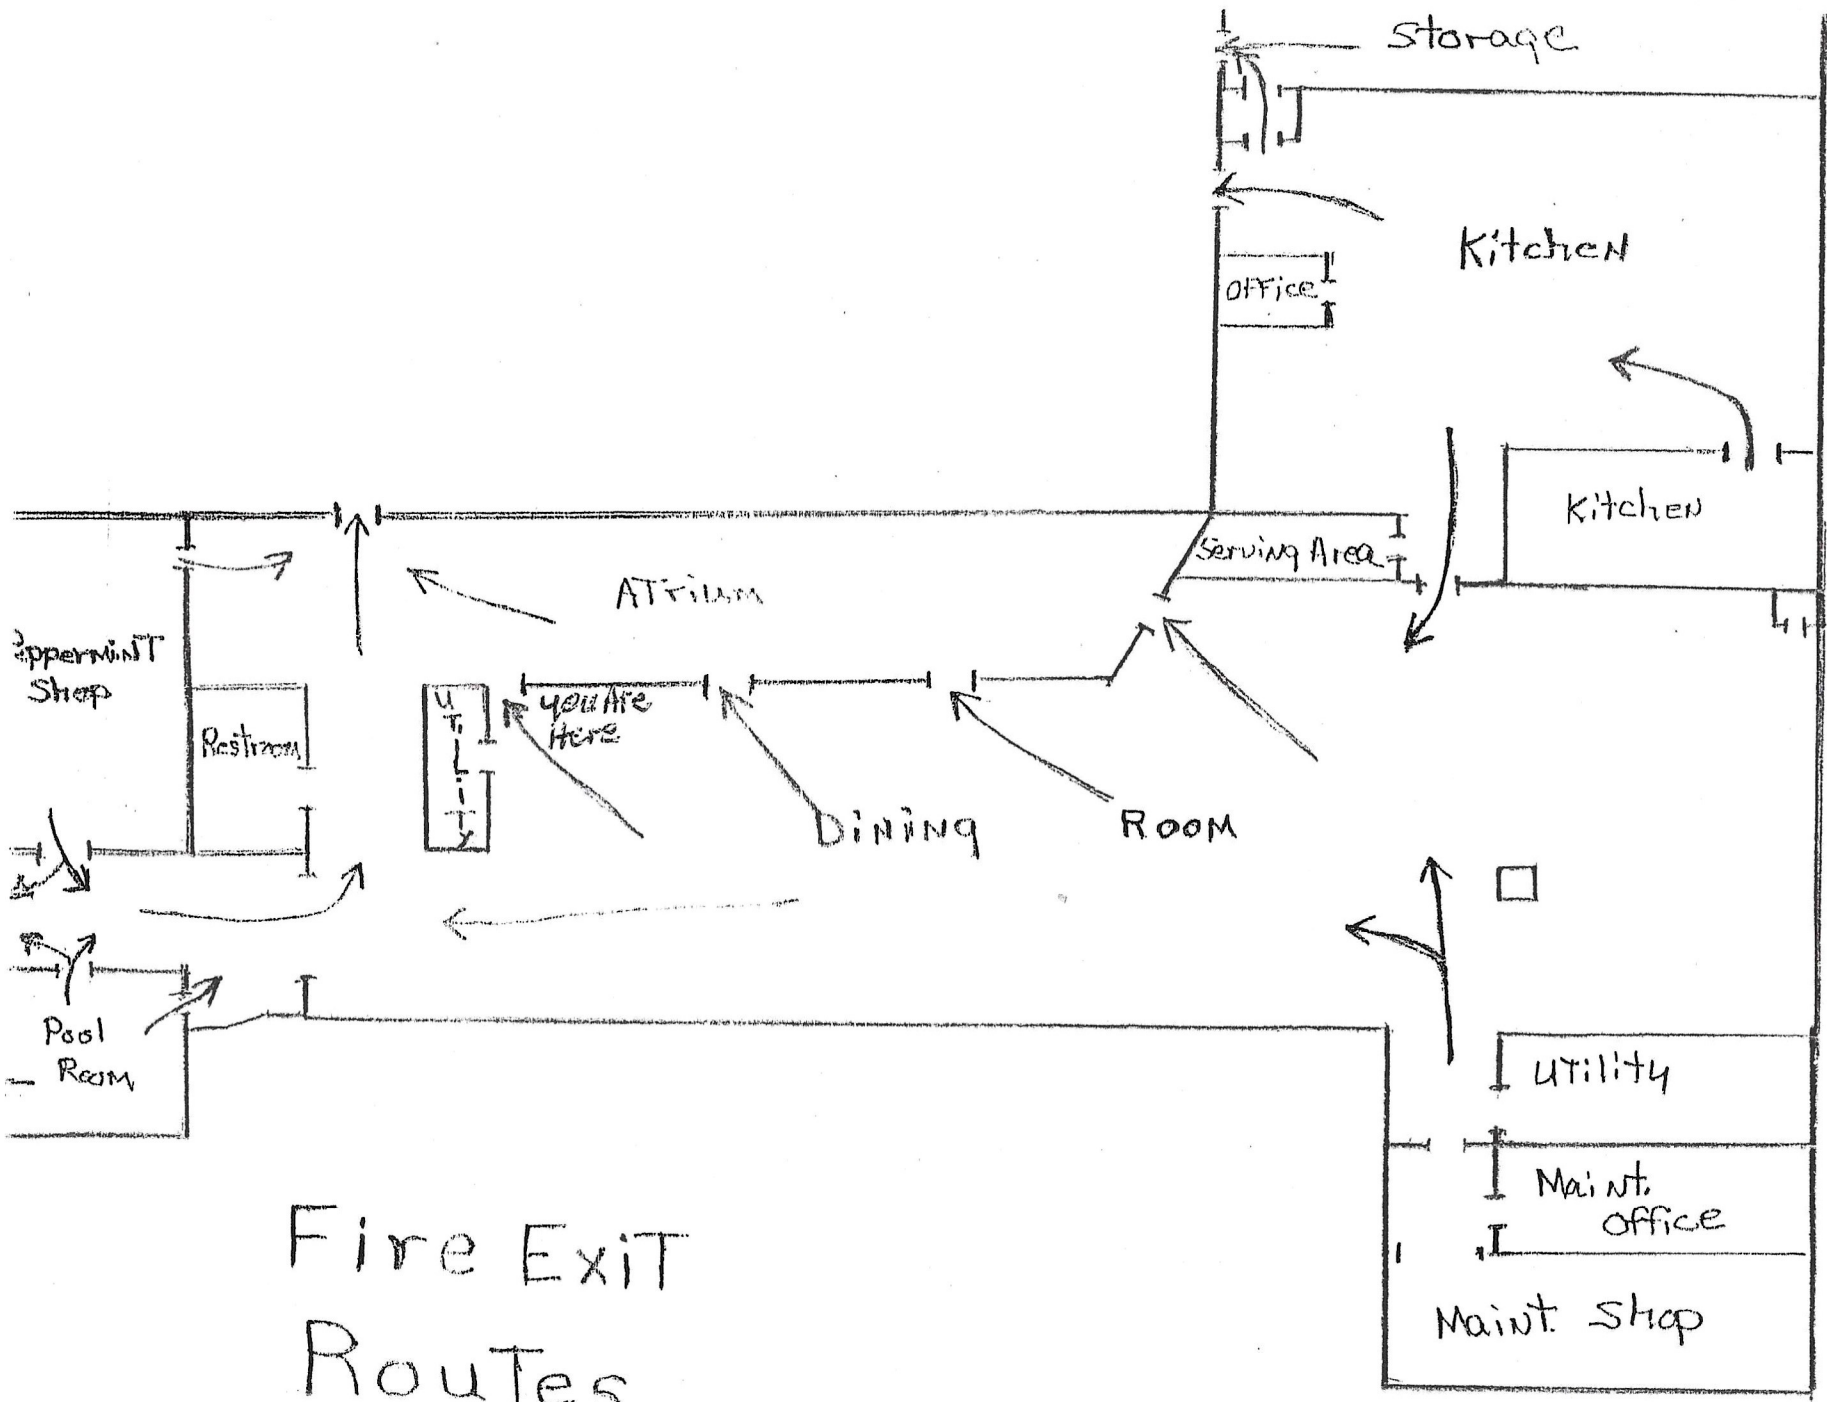 Storage
Kitchen
Office
Kitchen
Serving Area
Atrium
Peppermint
Shop
Restroom
Utility
You Are
Here
Dining Room
Pool
Room
Utility
Maint.
Office
Maint. Shop
Fire Exit
Routes